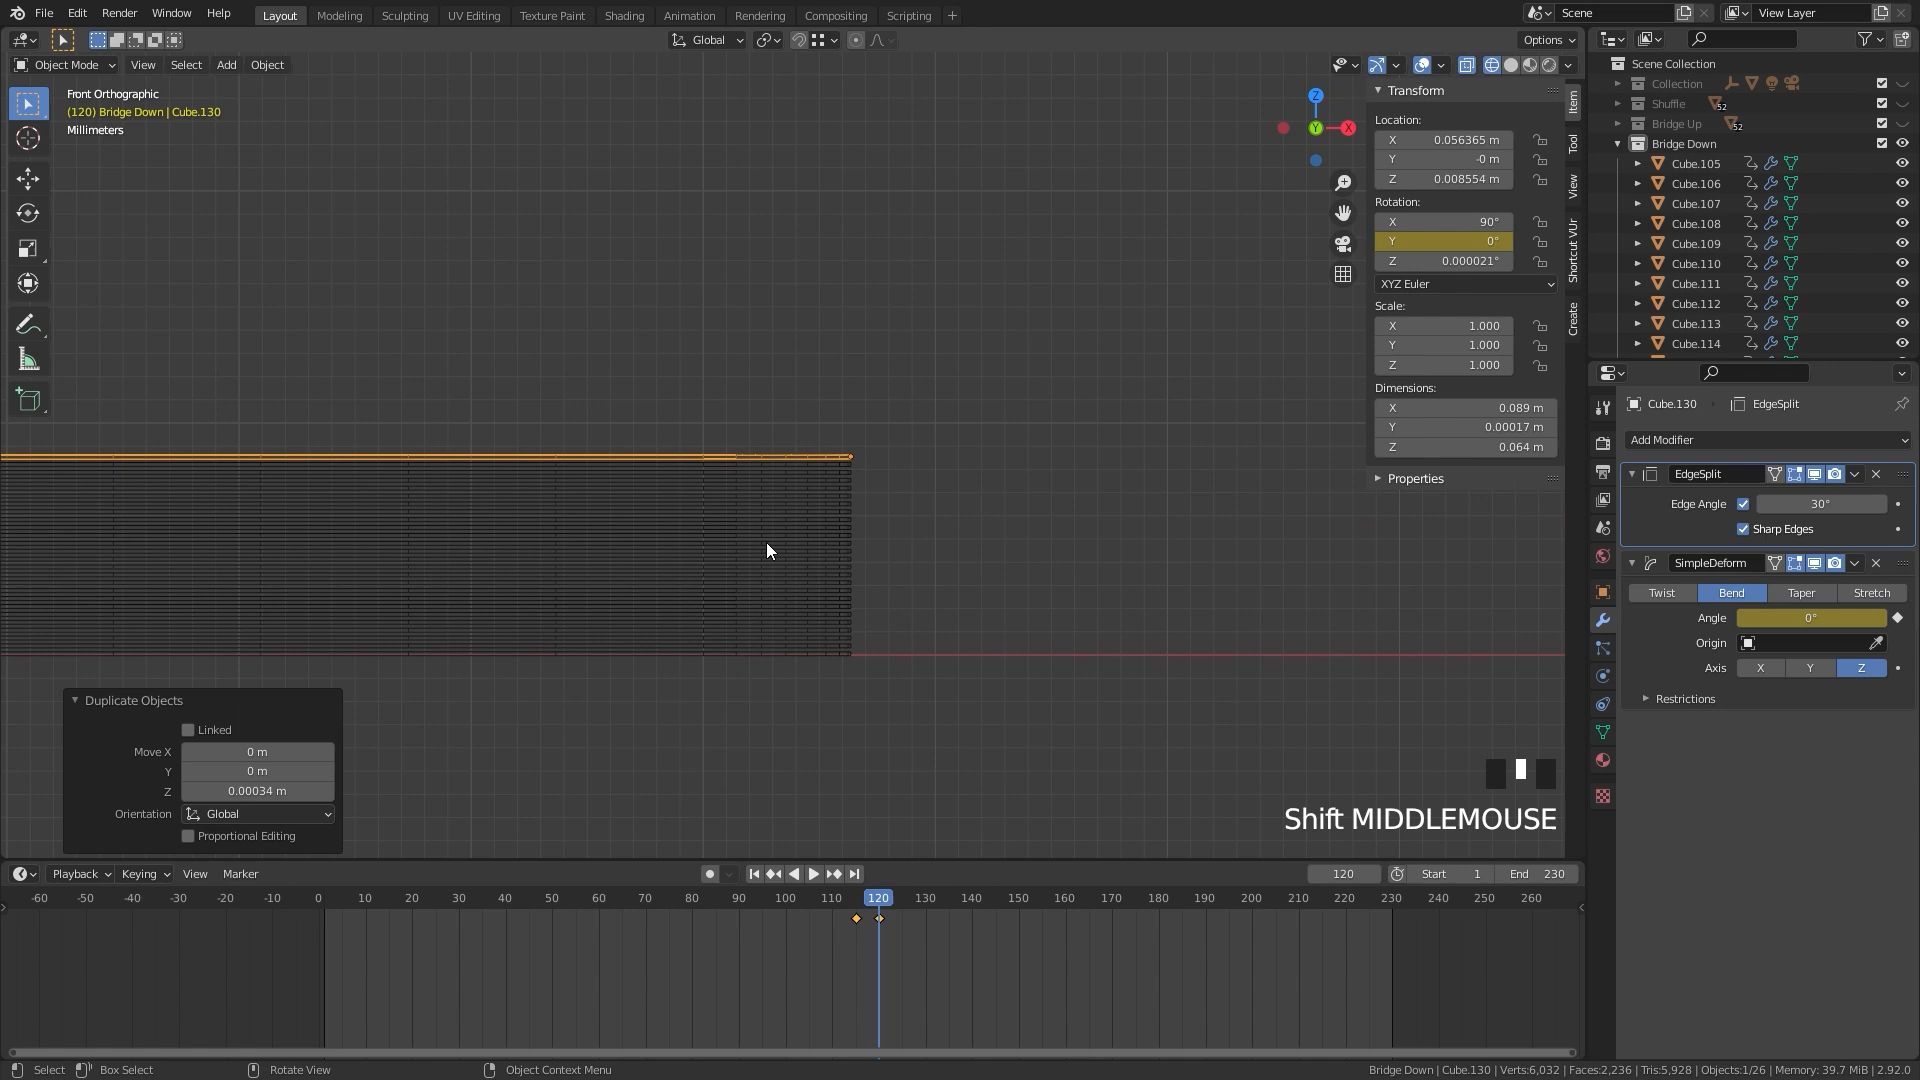 File Edit Render Window Help Layout Modeling Sculpting UV Editing Texture Paint Shading Animation Rendering Compositing Scripting + Scene View Layer
Global Options
Object Mode View Select Add Object
Front Orthographic
(120) Bridge Down | Cube.130
Millimeters
Z
Y
X
Transform
Location:
X 0.056365 m
Y -0 m
Z 0.008554 m
Rotation:
X 90°
Y 0°
Z 0.000021°
XYZ Euler
Scale:
X 1.000
Y 1.000
Z 1.000
Dimensions:
X 0.089 m
Y 0.00017 m
Z 0.064 m
Properties
Item
Tool
View
Shortcut VUr
Create
Scene Collection
Collection
Shuffle 52
Bridge Up 52
Bridge Down
Cube.105
Cube.106
Cube.107
Cube.108
Cube.109
Cube.110
Cube.111
Cube.112
Cube.113
Cube.114
Cube.130 EdgeSplit
Add Modifier
EdgeSplit
Edge Angle 30°
Sharp Edges
SimpleDeform
Twist Bend Taper Stretch
Angle 0°
Origin
Axis X Y Z
Restrictions
Duplicate Objects
Linked
Move X 0 m
Y 0 m
Z 0.00034 m
Orientation Global
Proportional Editing
Shift MIDDLEMOUSE
Playback Keying View Marker 120 Start 1 End 230
-60 -50 -40 -30 -20 -10 0 10 20 30 40 50 60 70 80 90 100 110 120 130 140 150 160 170 180 190 200 210 220 230 240 250 260
Select Box Select Rotate View Object Context Menu Bridge Down | Cube.130 | Verts:6,032 | Faces:2,236 | Tris:5,928 | Objects:1/26 | Memory: 39.7 MiB | 2.92.0